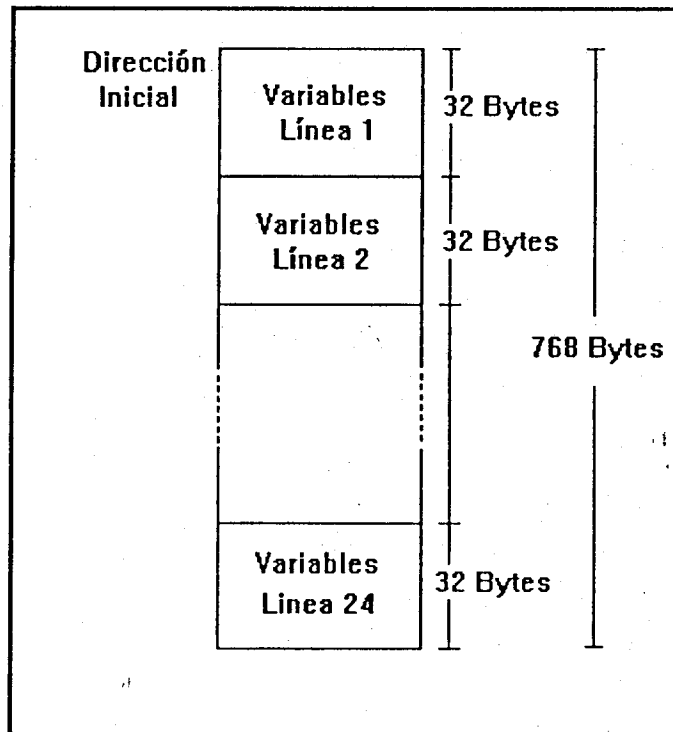 Dirección
Inicial
Variables
Línea 1
32 Bytes
Variables
Línea 2
32 Bytes
768 Bytes
Variables
Linea 24
32 Bytes